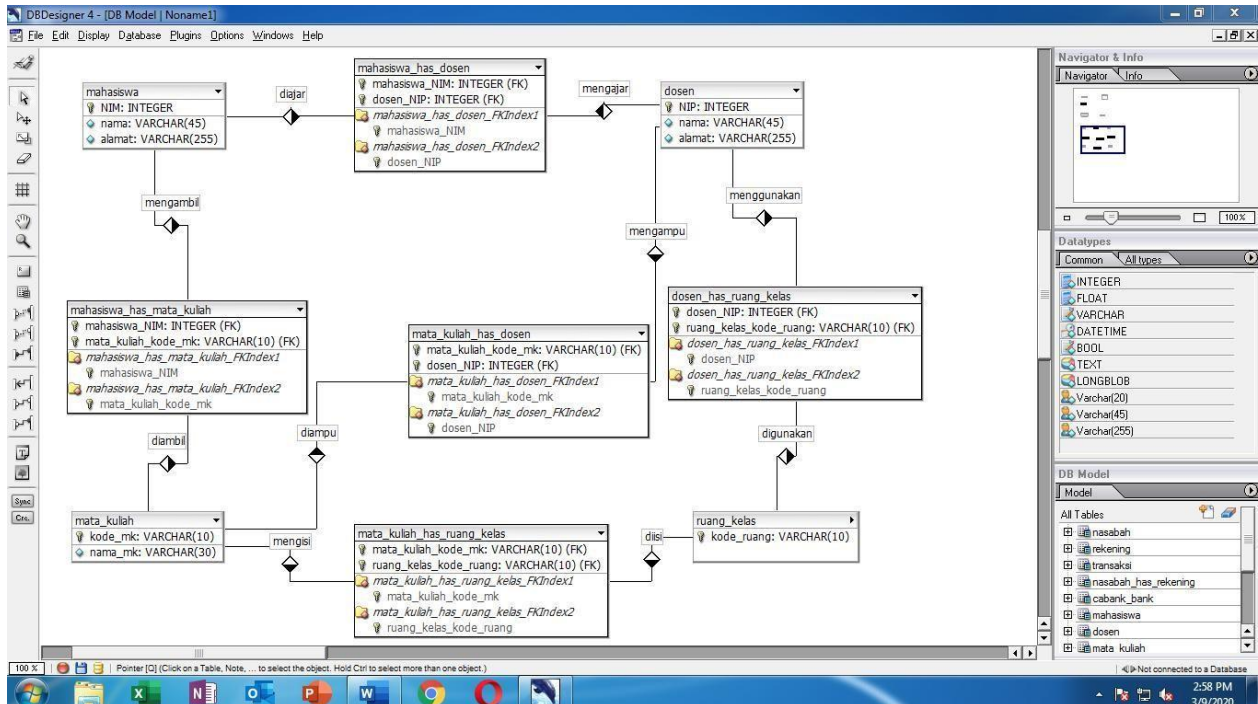 DBDesigner 4 - [DB Model | Noname1]
File Edit Display Database Plugins Options Windows Help
mahasiswa
NIM: INTEGER
nama: VARCHAR(45)
alamat: VARCHAR(255)
diajar
mahasiswa_has_dosen
mahasiswa_NIM: INTEGER (FK)
dosen_NIP: INTEGER (FK)
mahasiswa_has_dosen_FKIndex1
mahasiswa_NIM
mahasiswa_has_dosen_FKIndex2
dosen_NIP
mengajar
dosen
NIP: INTEGER
nama: VARCHAR(45)
alamat: VARCHAR(255)
mengambil
mengampu
menggunakan
mahasiswa_has_mata_kuliah
mahasiswa_NIM: INTEGER (FK)
mata_kuliah_kode_mk: VARCHAR(10) (FK)
mahasiswa_has_mata_kuliah_FKIndex1
mahasiswa_NIM
mahasiswa_has_mata_kuliah_FKIndex2
mata_kuliah_kode_mk
mata_kuliah_has_dosen
mata_kuliah_kode_mk: VARCHAR(10) (FK)
dosen_NIP: INTEGER (FK)
mata_kuliah_has_dosen_FKIndex1
mata_kuliah_kode_mk
mata_kuliah_has_dosen_FKIndex2
dosen_NIP
dosen_has_ruang_kelas
dosen_NIP: INTEGER (FK)
ruang_kelas_kode_ruang: VARCHAR(10) (FK)
dosen_has_ruang_kelas_FKIndex1
dosen_NIP
dosen_has_ruang_kelas_FKIndex2
ruang_kelas_kode_ruang
diambil
diampu
digunakan
mata_kuliah
kode_mk: VARCHAR(10)
nama_mk: VARCHAR(30)
mengisi
mata_kuliah_has_ruang_kelas
mata_kuliah_kode_mk: VARCHAR(10) (FK)
ruang_kelas_kode_ruang: VARCHAR(10) (FK)
mata_kuliah_has_ruang_kelas_FKIndex1
mata_kuliah_kode_mk
mata_kuliah_has_ruang_kelas_FKIndex2
ruang_kelas_kode_ruang
diisi
ruang_kelas
kode_ruang: VARCHAR(10)
Navigator & Info
Navigator Info
100%
Datatypes
Common All types
INTEGER
FLOAT
VARCHAR
DATETIME
BOOL
TEXT
LONGBLOB
Varchar(20)
Varchar(45)
Varchar(255)
DB Model
Model
All Tables
nasabah
rekening
transaksi
nasabah_has_rekening
cabank_bank
mahasiswa
dosen
mata kuliah
Sync
100 %
Pointer [Q] (Click on a Table, Note, ... to select the object. Hold Ctrl to select more than one object.)
Not connected to a Database
2:58 PM
3/9/2020